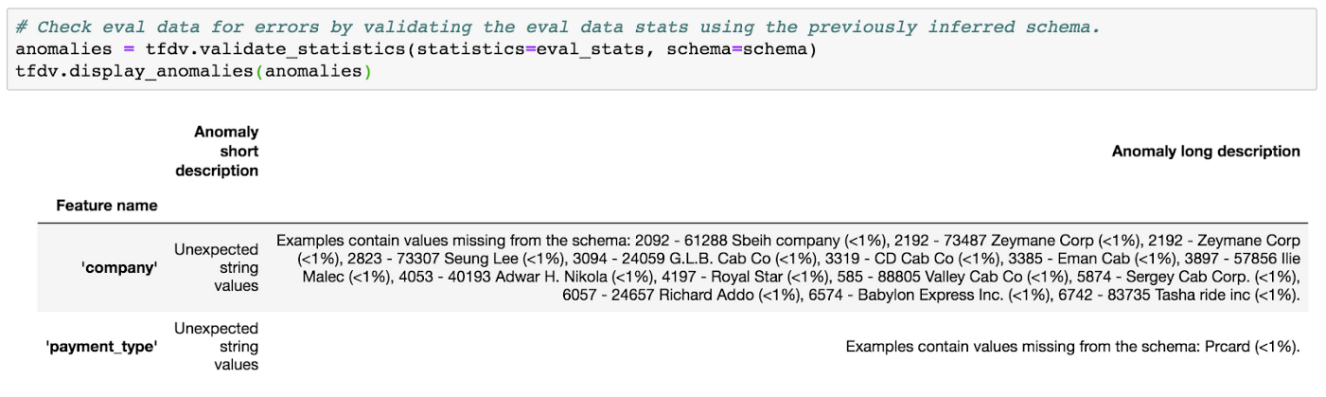 # Check eval data for errors by validating the eval data stats using the previously inferred schema.
anomalies = tfdv.validate_statistics(statistics=eval_stats, schema=schema)
tfdv.display_anomalies(anomalies)
Anomaly
short
description
Anomaly long description
Feature name
'company'
Unexpected
string
values
Examples contain values missing from the schema: 2092 - 61288 Sbeih company (<1%), 2192 - 73487 Zeymane Corp (<1%), 2192 - Zeymane Corp
(<1%), 2823 - 73307 Seung Lee (<1%), 3094 - 24059 G.L.B. Cab Co (<1%), 3319 - CD Cab Co (<1%), 3385 - Eman Cab (<1%), 3897 - 57856 Ilie
Malec (<1%), 4053 - 40193 Adwar H. Nikola (<1%), 4197 - Royal Star (<1%), 585 - 88805 Valley Cab Co (<1%), 5874 - Sergey Cab Corp. (<1%),
6057 - 24657 Richard Addo (<1%), 6574 - Babylon Express Inc. (<1%), 6742 - 83735 Tasha ride inc (<1%).
'payment_type'
Unexpected
string
values
Examples contain values missing from the schema: Prcard (<1%).